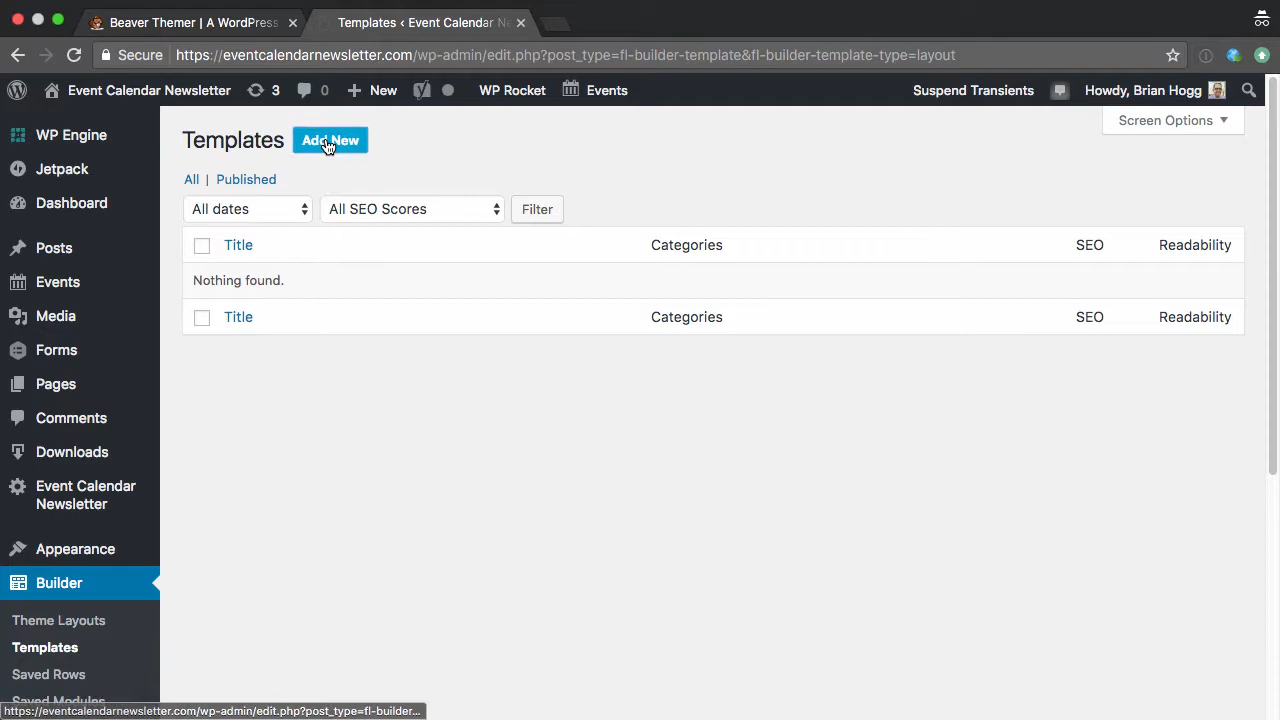 Beaver Themer | A WordPress
Templates ‹ Event Calendar N
Secure
https://eventcalendarnewsletter.com/wp-admin/edit.php?post_type=fl-builder-template&fl-builder-template-type=layout
Event Calendar Newsletter
3
0
New
WP Rocket
Events
Suspend Transients
Howdy, Brian Hogg
Screen Options
WP Engine
Jetpack
Dashboard
Posts
Events
Media
Forms
Pages
Comments
Downloads
Event Calendar
Newsletter
Appearance
Builder
Theme Layouts
Templates
Saved Rows
Saved Modules
Templates
Add New
All | Published
All dates
All SEO Scores
Filter
Title
Categories
SEO
Readability
Nothing found.
Title
Categories
SEO
Readability
https://eventcalendarnewsletter.com/wp-admin/edit.php?post_type=fl-builder...